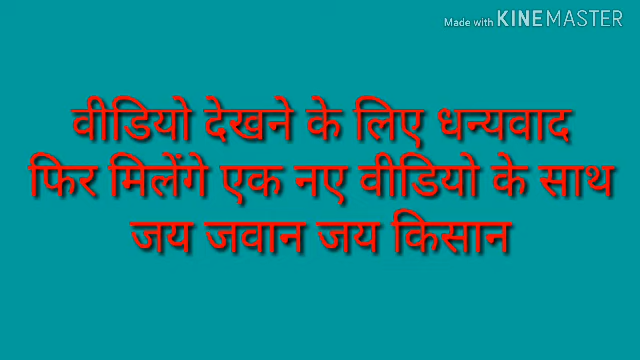 Made with KINEMASTER
वीडियो देखने के लिए धन्यवाद
फिर मिलेंगे एक नए वीडियो के साथ
जय जवान जय किसान